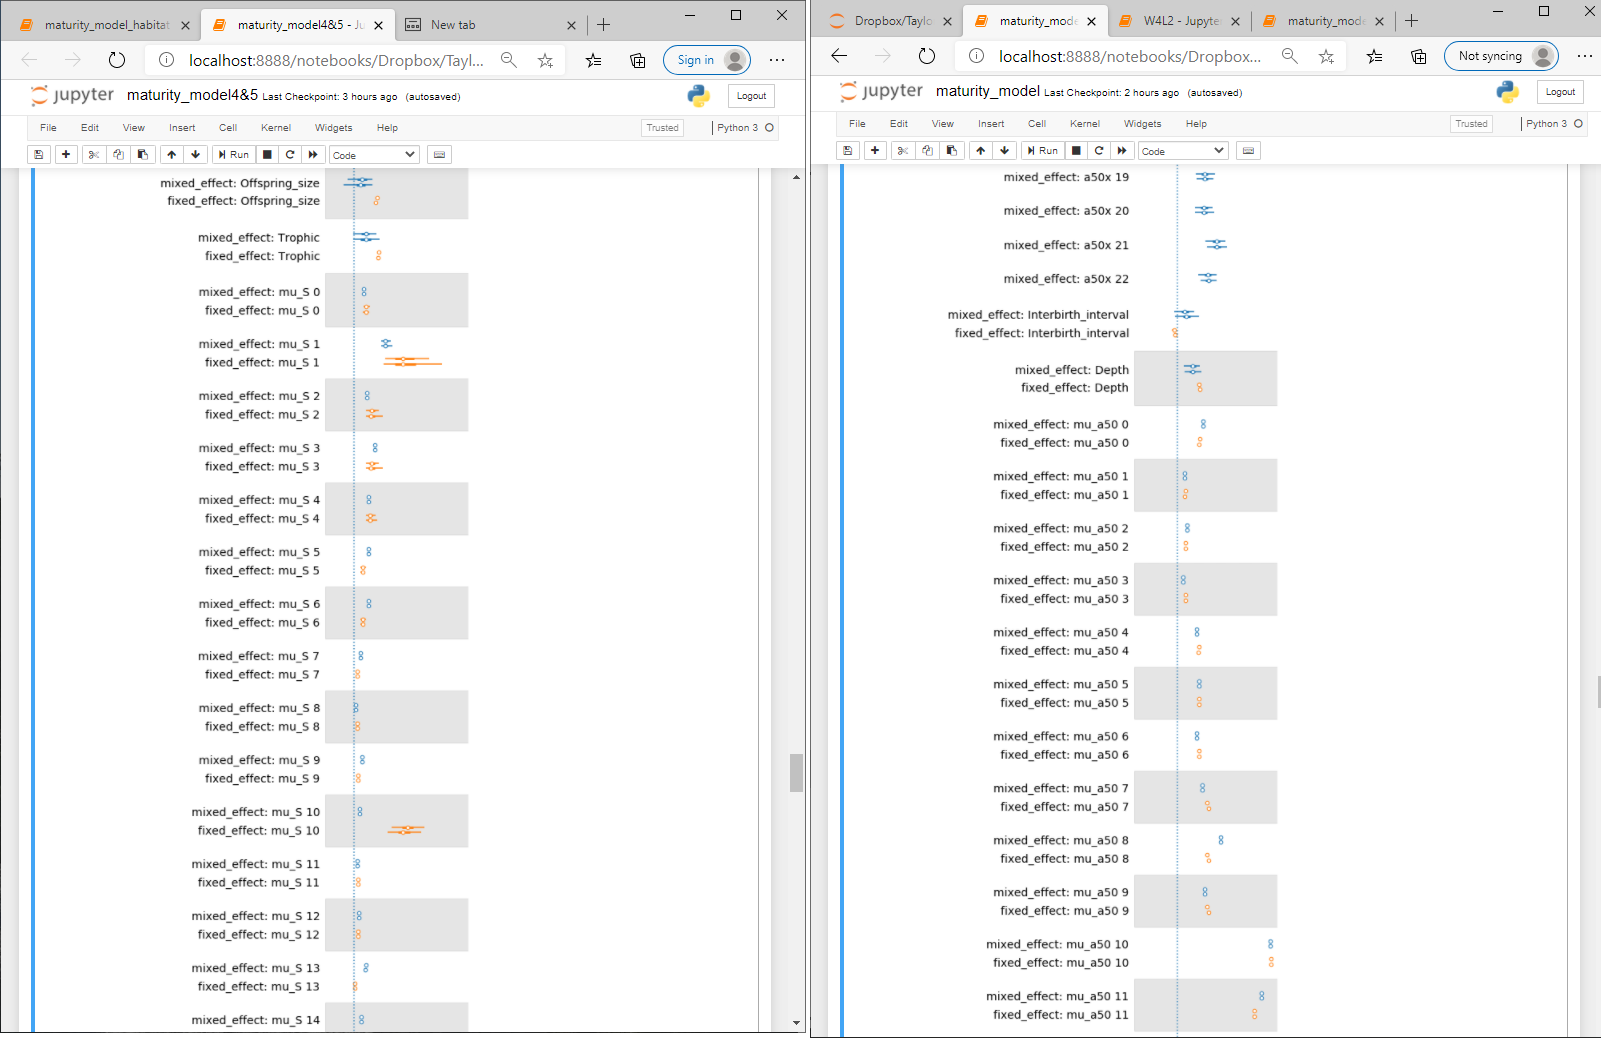 maturity_model_habitat
maturity_model4&5 - Ju
New tab
localhost:8888/notebooks/Dropbox/Tayl...
Sign in
jupyter maturity_model4&5 Last Checkpoint: 3 hours ago (autosaved)
Logout
File Edit View Insert Cell Kernel Widgets Help
Trusted
Python 3
Run
Code
mixed_effect: Offspring_size
fixed_effect: Offspring_size
mixed_effect: Trophic
fixed_effect: Trophic
mixed_effect: mu_S 0
fixed_effect: mu_S 0
mixed_effect: mu_S 1
fixed_effect: mu_S 1
mixed_effect: mu_S 2
fixed_effect: mu_S 2
mixed_effect: mu_S 3
fixed_effect: mu_S 3
mixed_effect: mu_S 4
fixed_effect: mu_S 4
mixed_effect: mu_S 5
fixed_effect: mu_S 5
mixed_effect: mu_S 6
fixed_effect: mu_S 6
mixed_effect: mu_S 7
fixed_effect: mu_S 7
mixed_effect: mu_S 8
fixed_effect: mu_S 8
mixed_effect: mu_S 9
fixed_effect: mu_S 9
mixed_effect: mu_S 10
fixed_effect: mu_S 10
mixed_effect: mu_S 11
fixed_effect: mu_S 11
mixed_effect: mu_S 12
fixed_effect: mu_S 12
mixed_effect: mu_S 13
fixed_effect: mu_S 13
mixed_effect: mu_S 14
Dropbox/Taylo
maturity_mode
W4L2 - Jupyte
maturity_mode
localhost:8888/notebooks/Dropbox...
Not syncing
jupyter maturity_model Last Checkpoint: 2 hours ago (autosaved)
Logout
File Edit View Insert Cell Kernel Widgets Help
Trusted
Python 3
Run
Code
mixed_effect: a50x 19
mixed_effect: a50x 20
mixed_effect: a50x 21
mixed_effect: a50x 22
mixed_effect: Interbirth_interval
fixed_effect: Interbirth_interval
mixed_effect: Depth
fixed_effect: Depth
mixed_effect: mu_a50 0
fixed_effect: mu_a50 0
mixed_effect: mu_a50 1
fixed_effect: mu_a50 1
mixed_effect: mu_a50 2
fixed_effect: mu_a50 2
mixed_effect: mu_a50 3
fixed_effect: mu_a50 3
mixed_effect: mu_a50 4
fixed_effect: mu_a50 4
mixed_effect: mu_a50 5
fixed_effect: mu_a50 5
mixed_effect: mu_a50 6
fixed_effect: mu_a50 6
mixed_effect: mu_a50 7
fixed_effect: mu_a50 7
mixed_effect: mu_a50 8
fixed_effect: mu_a50 8
mixed_effect: mu_a50 9
fixed_effect: mu_a50 9
mixed_effect: mu_a50 10
fixed_effect: mu_a50 10
mixed_effect: mu_a50 11
fixed_effect: mu_a50 11